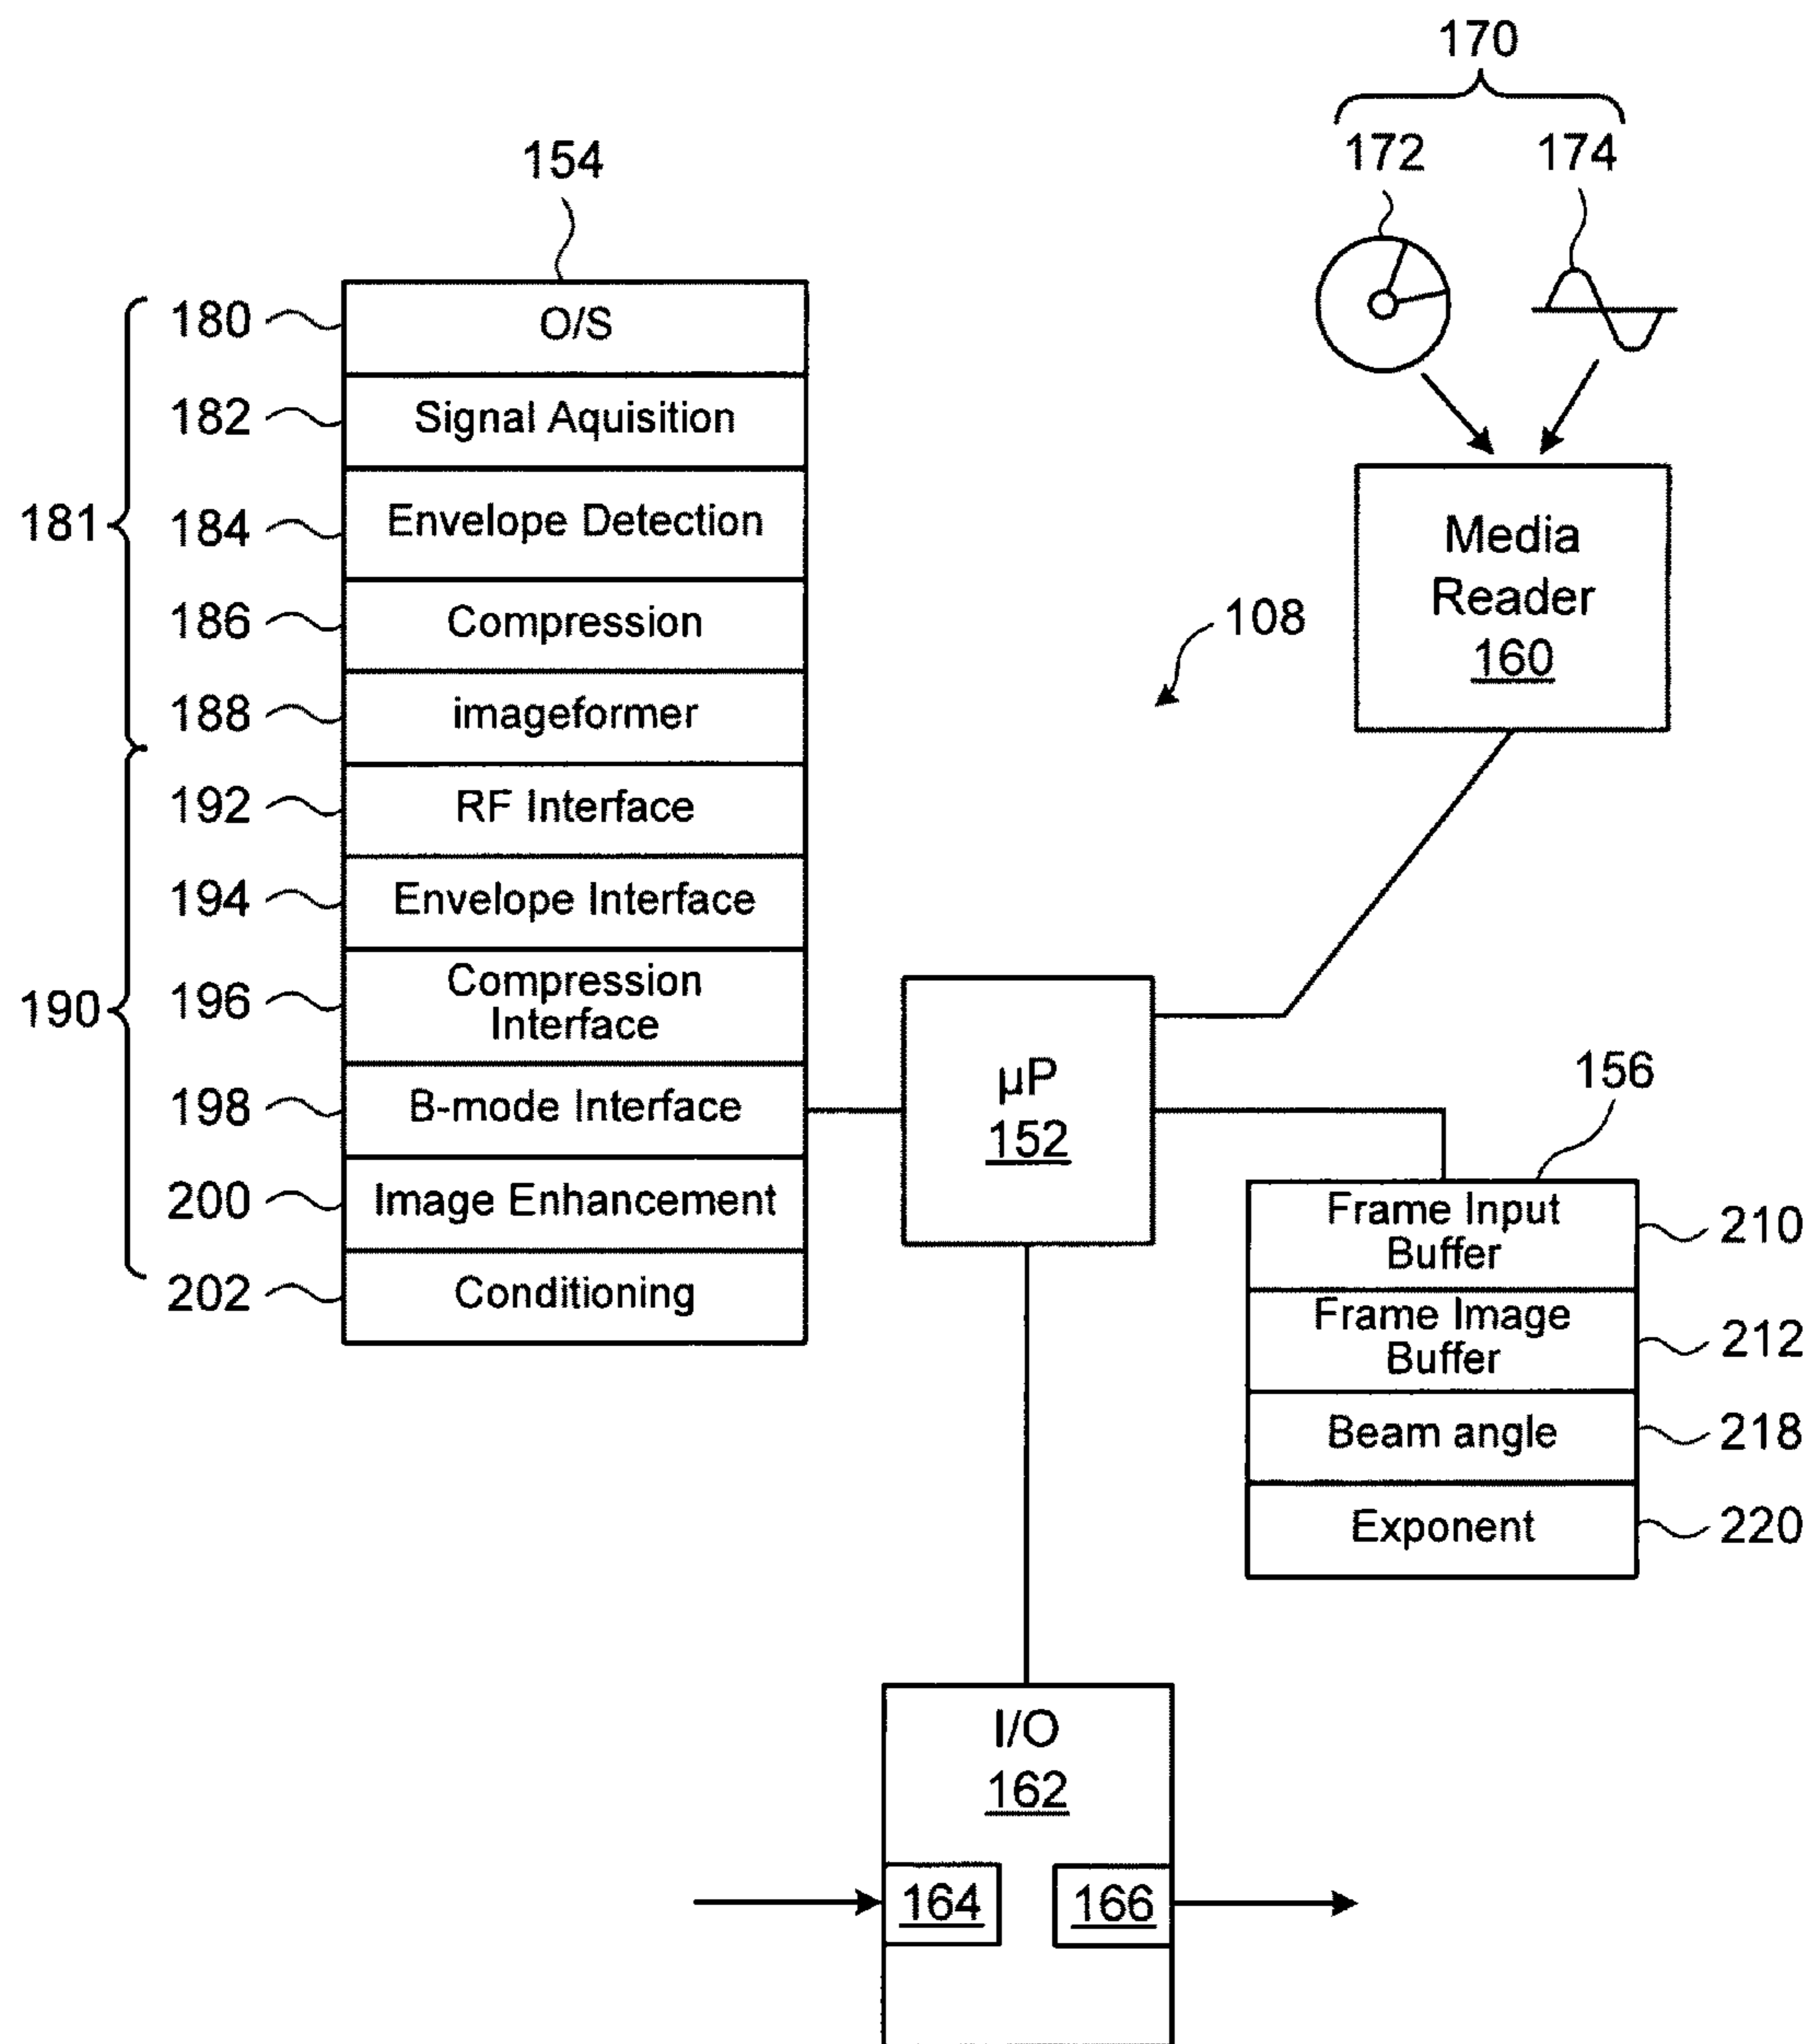 170
172 174
154
180 O/S
182 Signal Aquisition
181
184 Envelope Detection
186 Compression
188 imageformer
192 RF Interface
194 Envelope Interface
190
196 Compression
Interface
198 B-mode Interface
200 Image Enhancement
202 Conditioning
Media
Reader
160
108
µP
152
156
Frame Input
Buffer 210
Frame Image
Buffer 212
Beam angle 218
Exponent 220
I/O
162
164 166